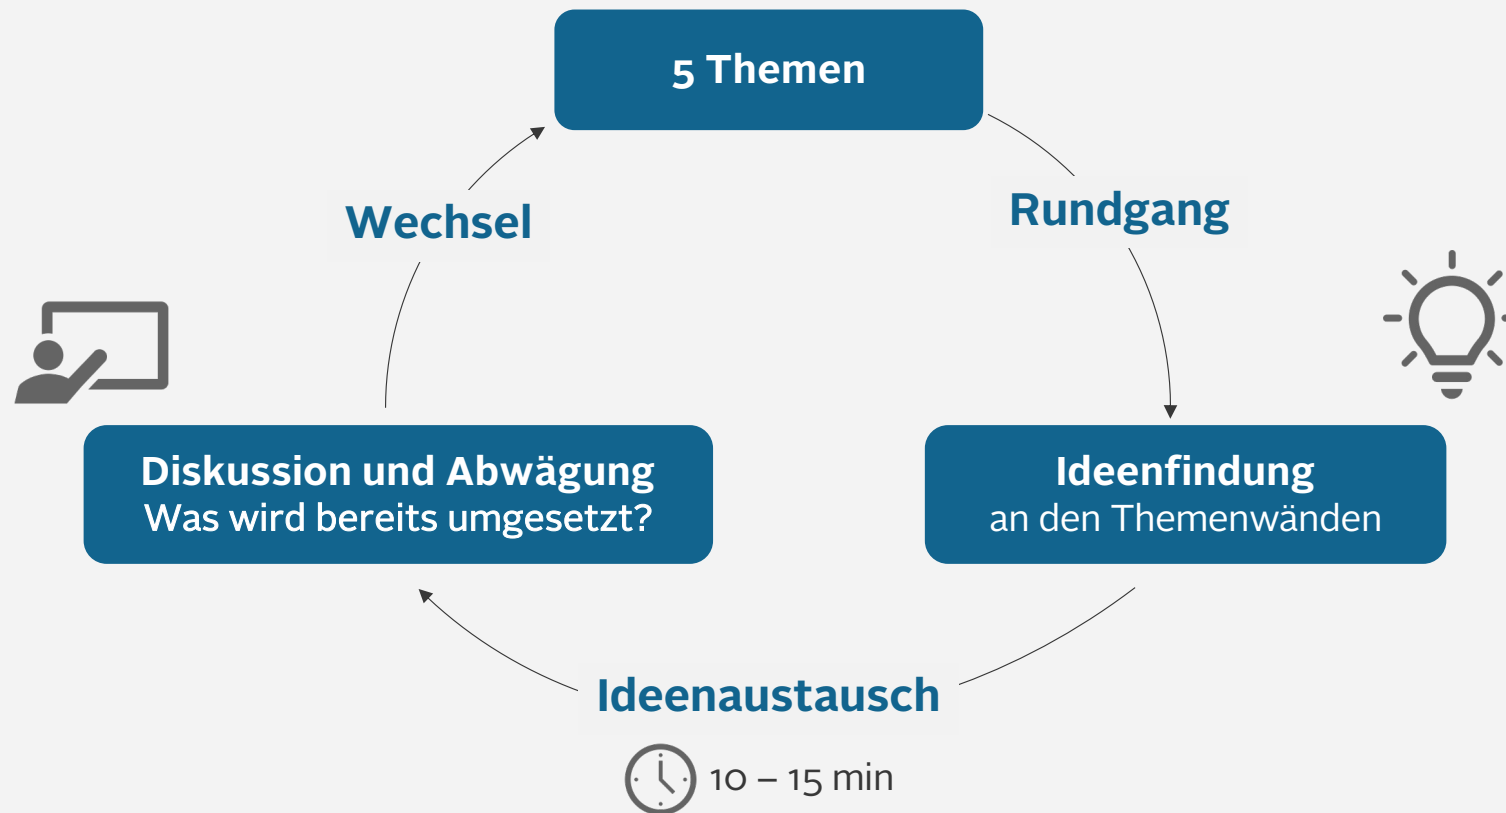 5 Themen
Wechsel
Rundgang
Diskussion und Abwägung
Was wird bereits umgesetzt?
Ideenfindung
an den Themenwänden
Ideenaustausch
10 – 15 min